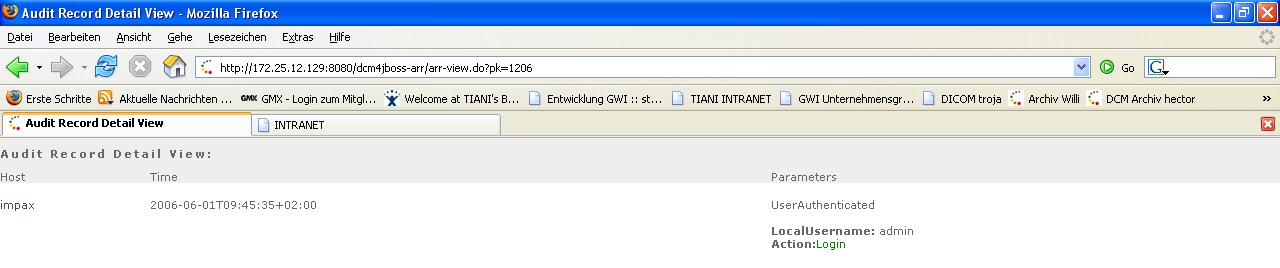 Audit Record Detail View - Mozilla Firefox
Datei Bearbeiten Ansicht Gehe Lesezeichen Extras Hilfe
http://172.25.12.129:8080/dcm4jboss-arr/arr-view.do?pk=1206 Go G
Erste Schritte Aktuelle Nachrichten ... GMX GMX - Login zum Mitgl... Welcome at TIANI's B... Entwicklung GWI :: st... TIANI INTRANET GWI Unternehmensgr... DICOM troja Archiv Willi DCM Archiv hector »
Audit Record Detail View INTRANET
Audit Record Detail View:
Host Time Parameters
impax 2006-06-01T09:45:35+02:00 UserAuthenticated
LocalUsername: admin
Action:Login